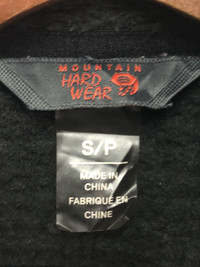 MOUNTAIN
HARD
WEAR
S/P
MADE IN
CHINA
FABRIQUÉ EN
CHINE